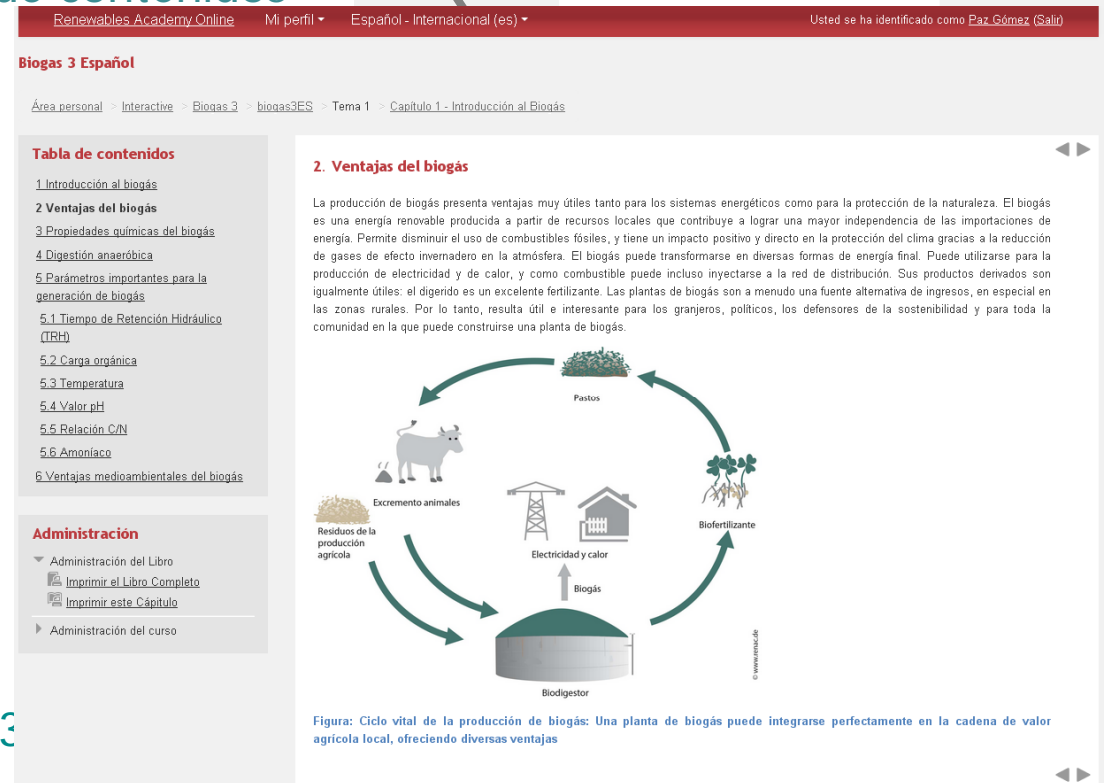 de contenidos
Renewables Academy Online Mi perfil Español - Internacional (es) Usted se ha identificado como Paz Gómez (Salir)
Biogas 3 Español
Área personal > Interactive > Biogas 3 > biogas3ES > Tema 1 > Capítulo 1 - Introducción al Biogás
Tabla de contenidos
1 Introducción al biogás
2 Ventajas del biogás
3 Propiedades químicas del biogás
4 Digestión anaeróbica
5 Parámetros importantes para la
generación de biogás
5.1 Tiempo de Retención Hidráulico
(TRH)
5.2 Carga orgánica
5.3 Temperatura
5.4 Valor pH
5.5 Relación C/N
5.6 Amoníaco
6 Ventajas medioambientales del biogás
Administración
Administración del Libro
Imprimir el Libro Completo
Imprimir este Cápitulo
Administración del curso
3
2. Ventajas del biogás
La producción de biogás presenta ventajas muy útiles tanto para los sistemas energéticos como para la protección de la naturaleza. El biogás
es una energía renovable producida a partir de recursos locales que contribuye a lograr una mayor independencia de las importaciones de
energía. Permite disminuir el uso de combustibles fósiles, y tiene un impacto positivo y directo en la protección del clima gracias a la reducción
de gases de efecto invernadero en la atmósfera. El biogás puede transformarse en diversas formas de energía final. Puede utilizarse para la
producción de electricidad y de calor, y como combustible puede incluso inyectarse a la red de distribución. Sus productos derivados son
igualmente útiles: el digerido es un excelente fertilizante. Las plantas de biogás son a menudo una fuente alternativa de ingresos, en especial en
las zonas rurales. Por lo tanto, resulta útil e interesante para los granjeros, políticos, los defensores de la sostenibilidad y para toda la
comunidad en la que puede construirse una planta de biogás.
Pastos
Excremento animales
Residuos de la
producción
agrícola
Electricidad y calor
Biofertilizante
Biogás
Biodigestor
© www.renac.de
Figura: Ciclo vital de la producción de biogás: Una planta de biogás puede integrarse perfectamente en la cadena de valor
agrícola local, ofreciendo diversas ventajas